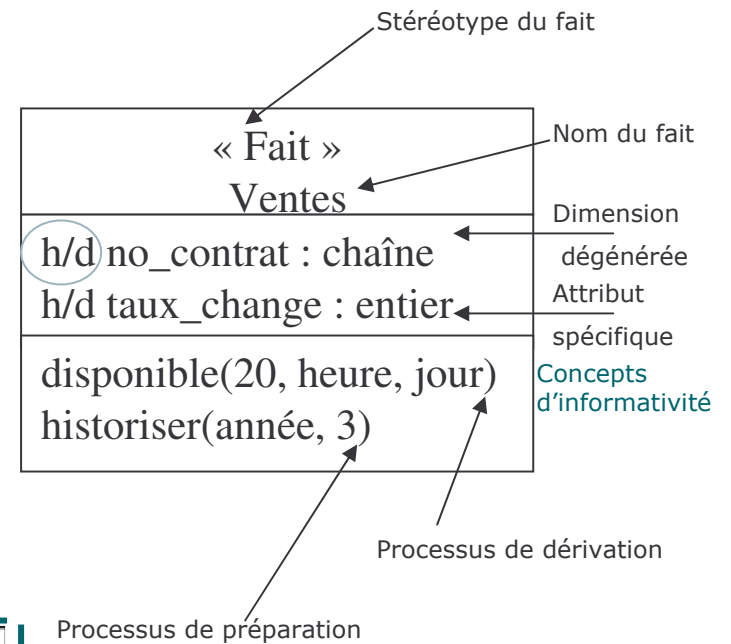 Stéréotype du fait
« Fait »
Ventes
Nom du fait
h/d no_contrat : chaîne
h/d taux_change : entier
Dimension
dégénérée
Attribut
spécifique
disponible(20, heure, jour)
historiser(année, 3)
Concepts
d’informativité
Processus de dérivation
Processus de préparation